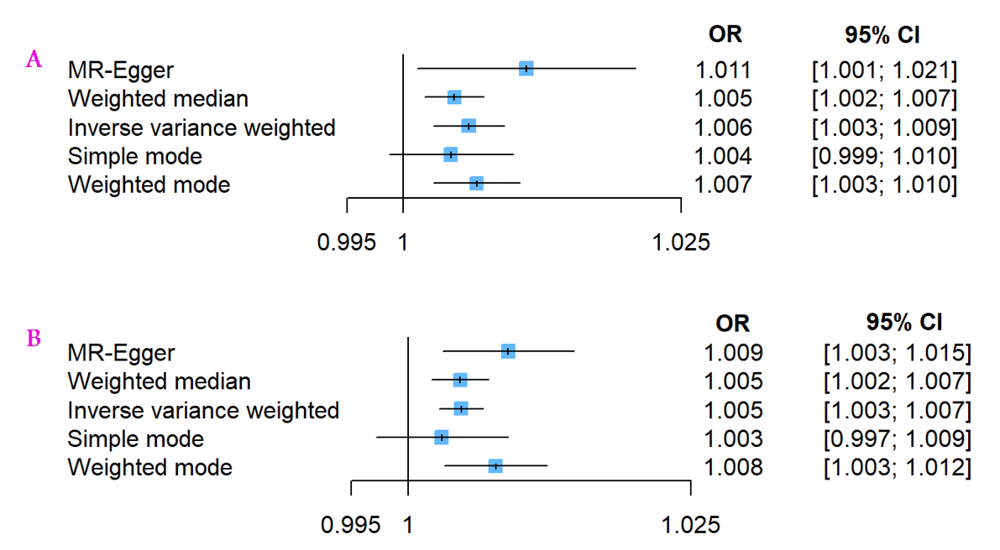 OR 95% CI
A
MR-Egger 1.011 [1.001; 1.021]
Weighted median 1.005 [1.002; 1.007]
Inverse variance weighted 1.006 [1.003; 1.009]
Simple mode 1.004 [0.999; 1.010]
Weighted mode 1.007 [1.003; 1.010]
0.995 1 1.025
OR 95% CI
B
MR-Egger 1.009 [1.003; 1.015]
Weighted median 1.005 [1.002; 1.007]
Inverse variance weighted 1.005 [1.003; 1.007]
Simple mode 1.003 [0.997; 1.009]
Weighted mode 1.008 [1.003; 1.012]
0.995 1 1.025